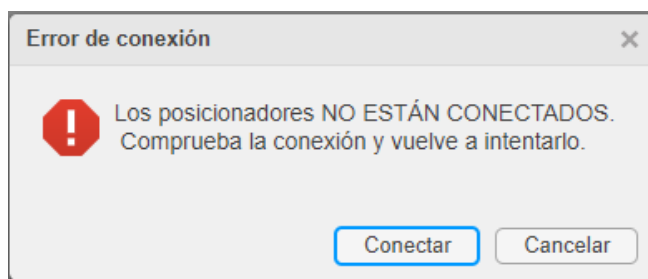 Error de conexión
Los posicionadores NO ESTÁN CONECTADOS.
Comprueba la conexión y vuelve a intentarlo.
Conectar
Cancelar